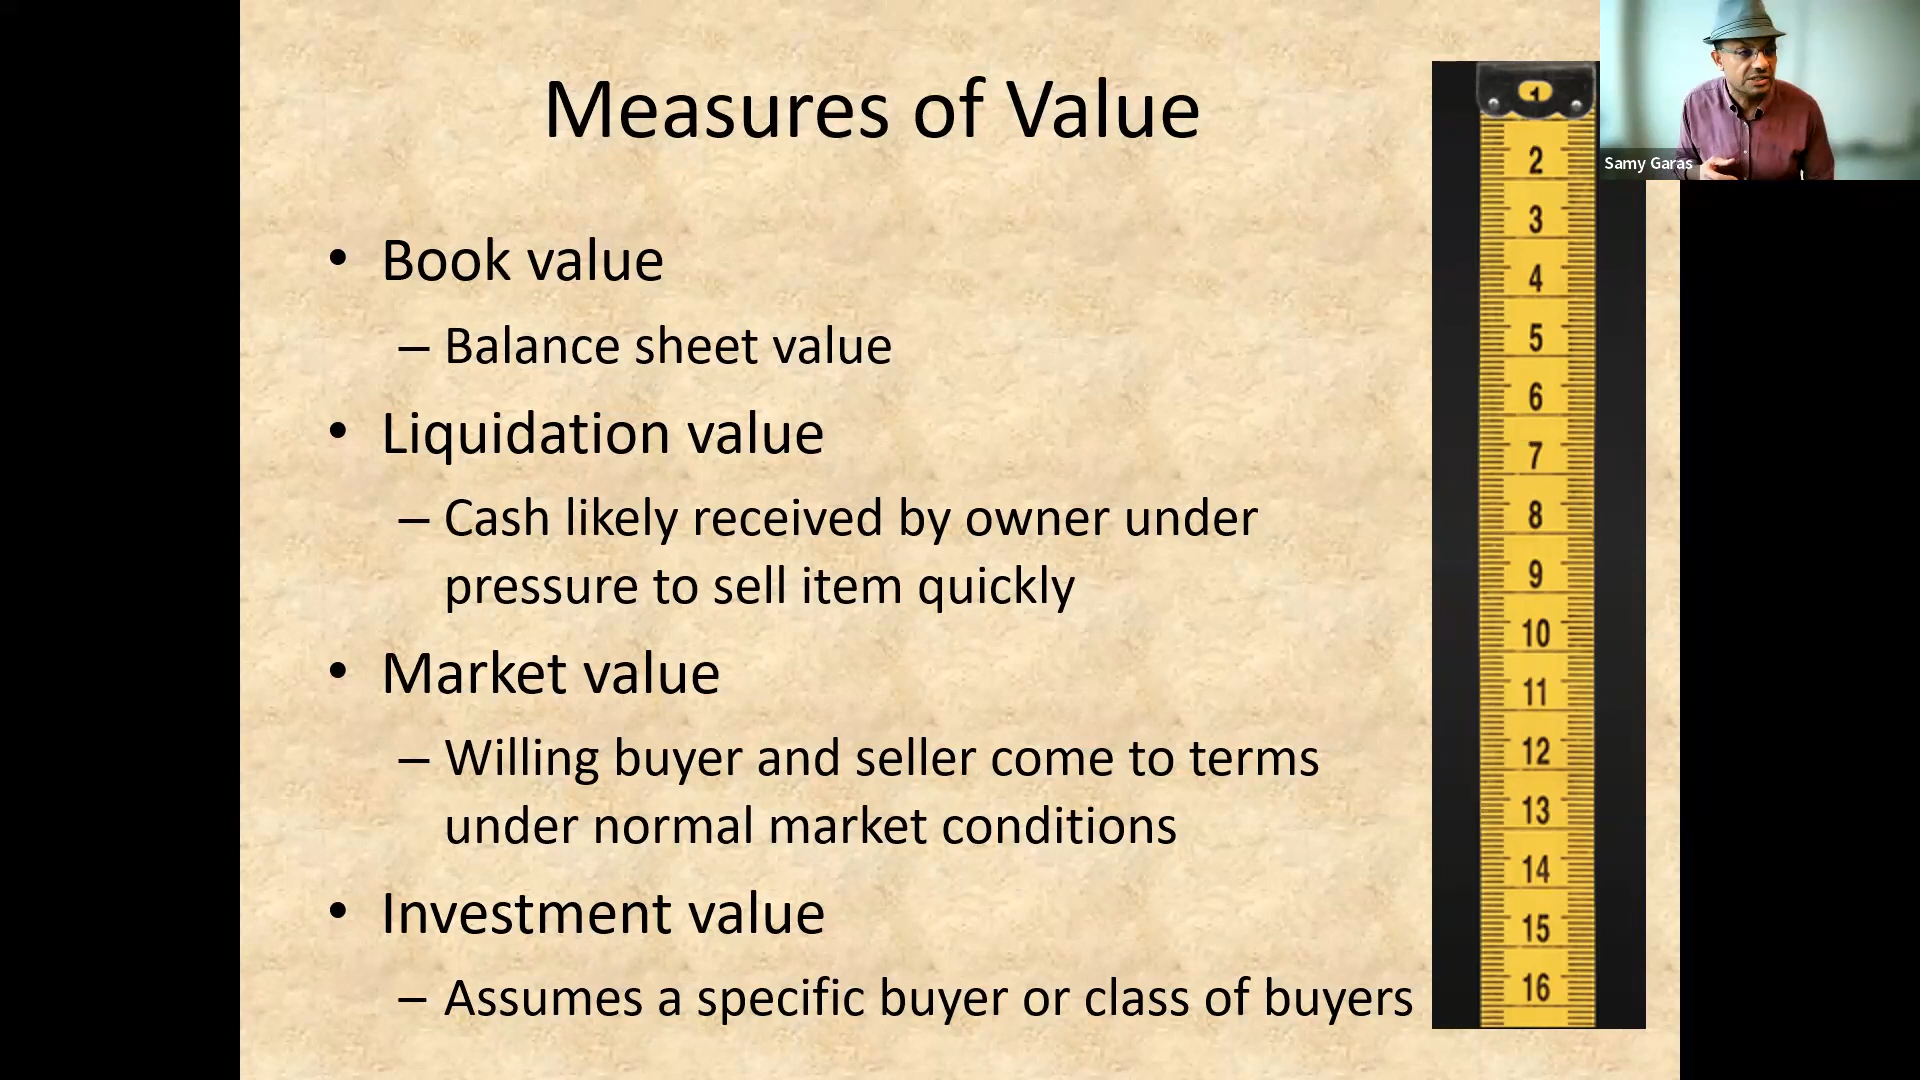 Measures of Value
• Book value
– Balance sheet value
• Liquidation value
– Cash likely received by owner under
pressure to sell item quickly
• Market value
– Willing buyer and seller come to terms
under normal market conditions
• Investment value
– Assumes a specific buyer or class of buyers
1
2
3
4
5
6
7
8
9
10
11
12
13
14
15
16
Samy Garas